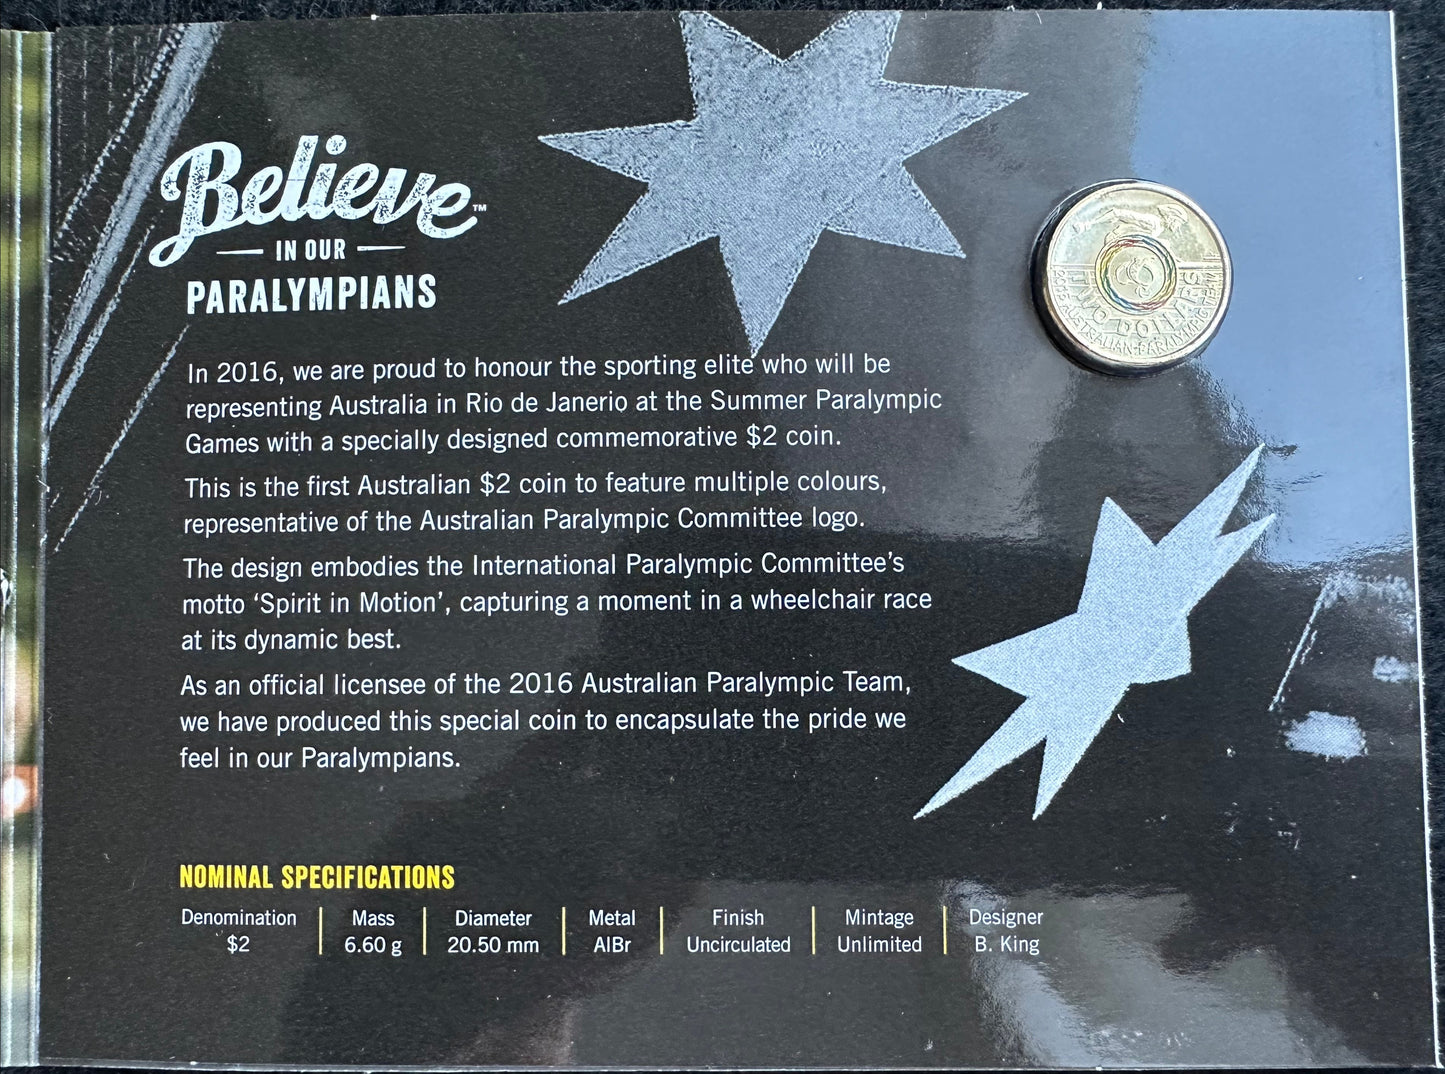 Believe™
IN OUR
PARALYMPIANS
In 2016, we are proud to honour the sporting elite who will be
representing Australia in Rio de Janerio at the Summer Paralympic
Games with a specially designed commemorative $2 coin.
This is the first Australian $2 coin to feature multiple colours,
representative of the Australian Paralympic Committee logo.
The design embodies the International Paralympic Committee's
motto ‘Spirit in Motion’, capturing a moment in a wheelchair race
at its dynamic best.
As an official licensee of the 2016 Australian Paralympic Team,
we have produced this special coin to encapsulate the pride we
feel in our Paralympians.
TWO DOLLARS
2016 AUSTRALIAN PARALYMPIC TEAM
NOMINAL SPECIFICATIONS
Denomination Mass Diameter Metal Finish Mintage Designer
$2 6.60 g 20.50 mm AlBr Uncirculated Unlimited B. King